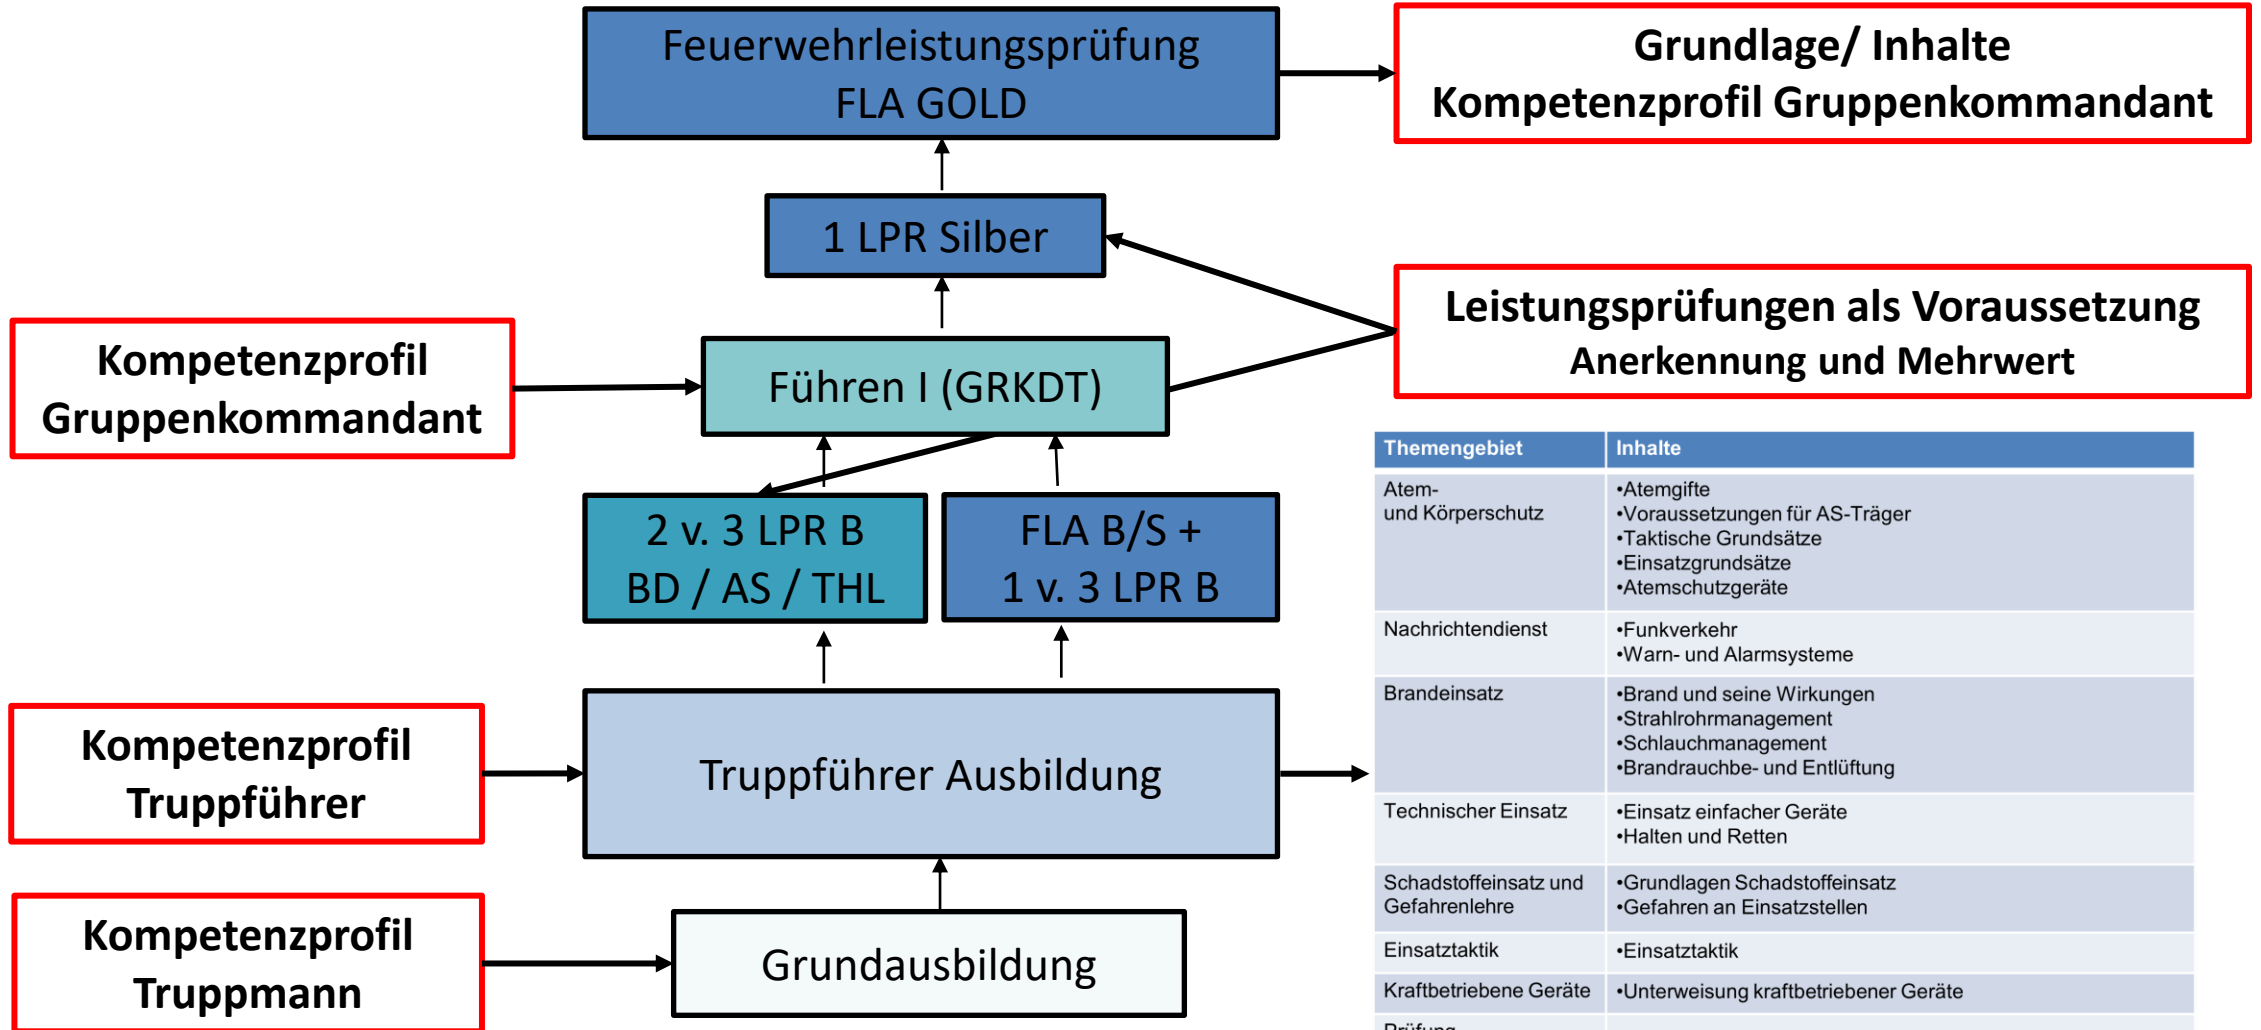 Feuerwehrleistungsprüfung
FLA GOLD
Grundlage/ Inhalte
Kompetenzprofil Gruppenkommandant
1 LPR Silber
Leistungsprüfungen als Voraussetzung
Anerkennung und Mehrwert
Kompetenzprofil
Gruppenkommandant
Führen I (GRKDT)
2 v. 3 LPR B
BD / AS / THL
FLA B/S +
1 v. 3 LPR B
Kompetenzprofil
Truppführer
Truppführer Ausbildung
Kompetenzprofil
Truppmann
Grundausbildung
Themengebiet Inhalte
Atem-
und Körperschutz
•Atemgifte
•Voraussetzungen für AS-Träger
•Taktische Grundsätze
•Einsatzgrundsätze
•Atemschutzgeräte
Nachrichtendienst
•Funkverkehr
•Warn- und Alarmsysteme
Brandeinsatz
•Brand und seine Wirkungen
•Strahlrohrmanagement
•Schlauchmanagement
•Brandrauchbe- und Entlüftung
Technischer Einsatz
•Einsatz einfacher Geräte
•Halten und Retten
Schadstoffeinsatz und
Gefahrenlehre
•Grundlagen Schadstoffeinsatz
•Gefahren an Einsatzstellen
Einsatztaktik
•Einsatztaktik
Kraftbetriebene Geräte
•Unterweisung kraftbetriebener Geräte
Prüfung